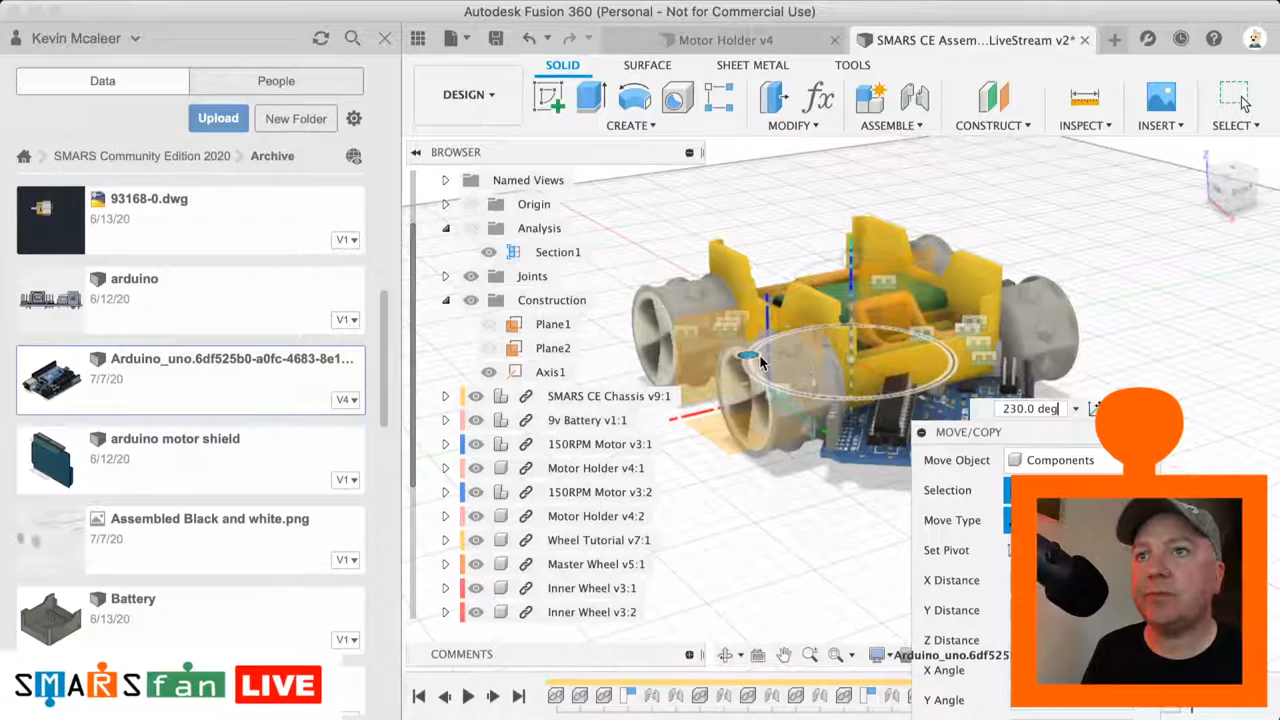 Autodesk Fusion 360 (Personal - Not for Commercial Use)
Kevin Mcaleer
Motor Holder v4
SMARS CE Assem...LiveStream v2*
Data
People
Upload
New Folder
SMARS Community Edition 2020
Archive
93168-0.dwg
6/13/20
V1
arduino
6/12/20
V1
Arduino_uno.6df525b0-a0fc-4683-8e1...
7/7/20
V4
arduino motor shield
6/12/20
V1
Assembled Black and white.png
7/7/20
V1
Battery
6/13/20
V1
SMARSfan LIVE
DESIGN
SOLID
SURFACE
SHEET METAL
TOOLS
CREATE
MODIFY
ASSEMBLE
CONSTRUCT
INSPECT
INSERT
SELECT
BROWSER
Named Views
Origin
Analysis
Section1
Joints
Construction
Plane1
Plane2
Axis1
SMARS CE Chassis v9:1
9v Battery v1:1
150RPM Motor v3:1
Motor Holder v4:1
150RPM Motor v3:2
Motor Holder v4:2
Wheel Tutorial v7:1
Master Wheel v5:1
Inner Wheel v3:1
Inner Wheel v3:2
COMMENTS
Z
230.0 deg
MOVE/COPY
Move Object
Components
Selection
Move Type
Set Pivot
X Distance
Y Distance
Z Distance
X Angle
Y Angle
Arduino_uno.6df525